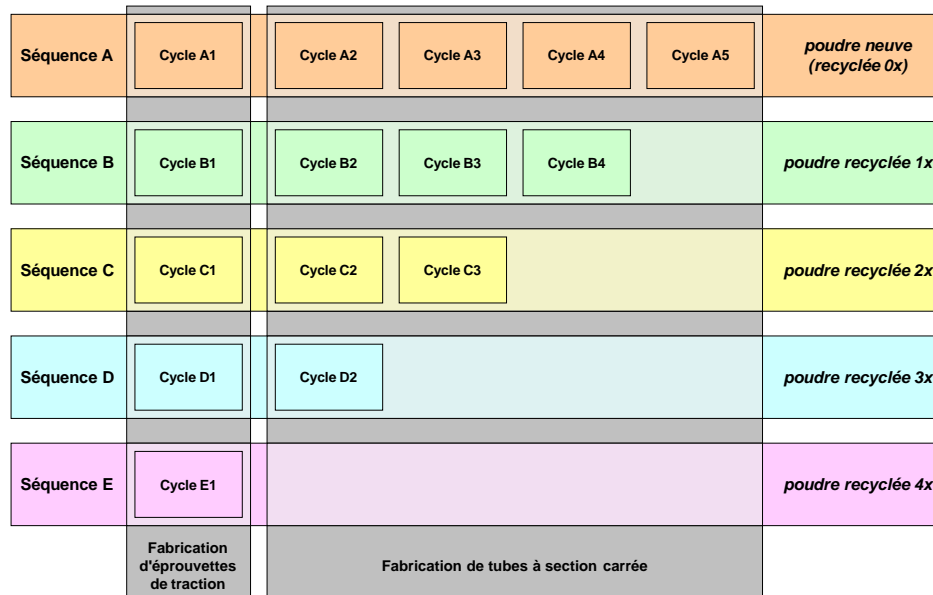 Séquence A
Cycle A1
Cycle A2
Cycle A3
Cycle A4
Cycle A5
poudre neuve
(recyclée 0x)
Séquence B
Cycle B1
Cycle B2
Cycle B3
Cycle B4
poudre recyclée 1x
Séquence C
Cycle C1
Cycle C2
Cycle C3
poudre recyclée 2x
Séquence D
Cycle D1
Cycle D2
poudre recyclée 3x
Séquence E
Cycle E1
poudre recyclée 4x
Fabrication
d'éprouvettes
de traction
Fabrication de tubes à section carrée